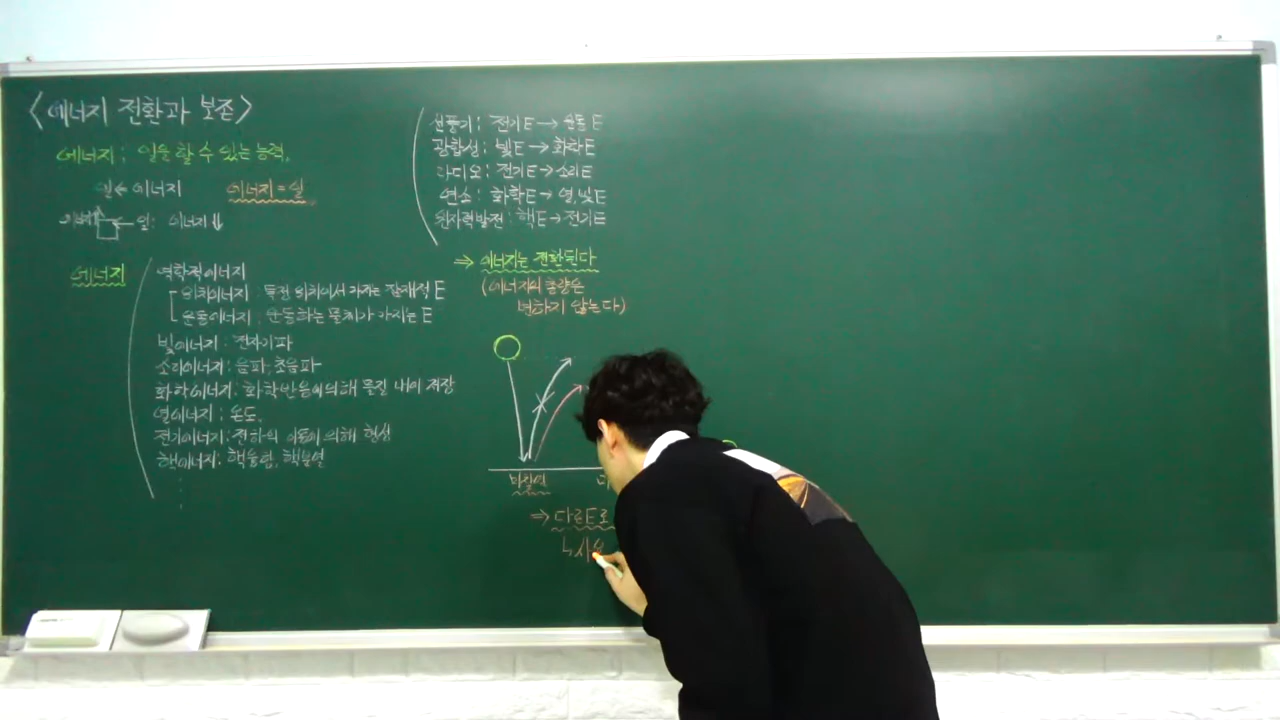 <에너지 전환과 보존>
에너지: 일을 할 수 있는 능력.
일 ← 에너지 에너지 = 일
일: 에너지⇓
에너지
역학적에너지
위치에너지: 특정 위치에서 가지는 잠재적 E
운동에너지: 운동하는 물체가 가지는 E
빛에너지: 전자기파
소리에너지: 음파, 초음파
화학에너지: 화학반응에 의해 물질 내에 저장
열에너지: 온도.
전기에너지: 전하의 이동에 의해 형성
핵에너지: 핵융합, 핵분열
선풍기: 전기E → 운동E
광합성: 빛E → 화학E
라디오: 전기E → 소리E
연소: 화학E → 열,빛E
원자력발전: 핵E → 전기E
⇒ 에너지는 전환된다
(에너지의 총량은
변하지 않는다)
바닥에
⇒ 다른E로